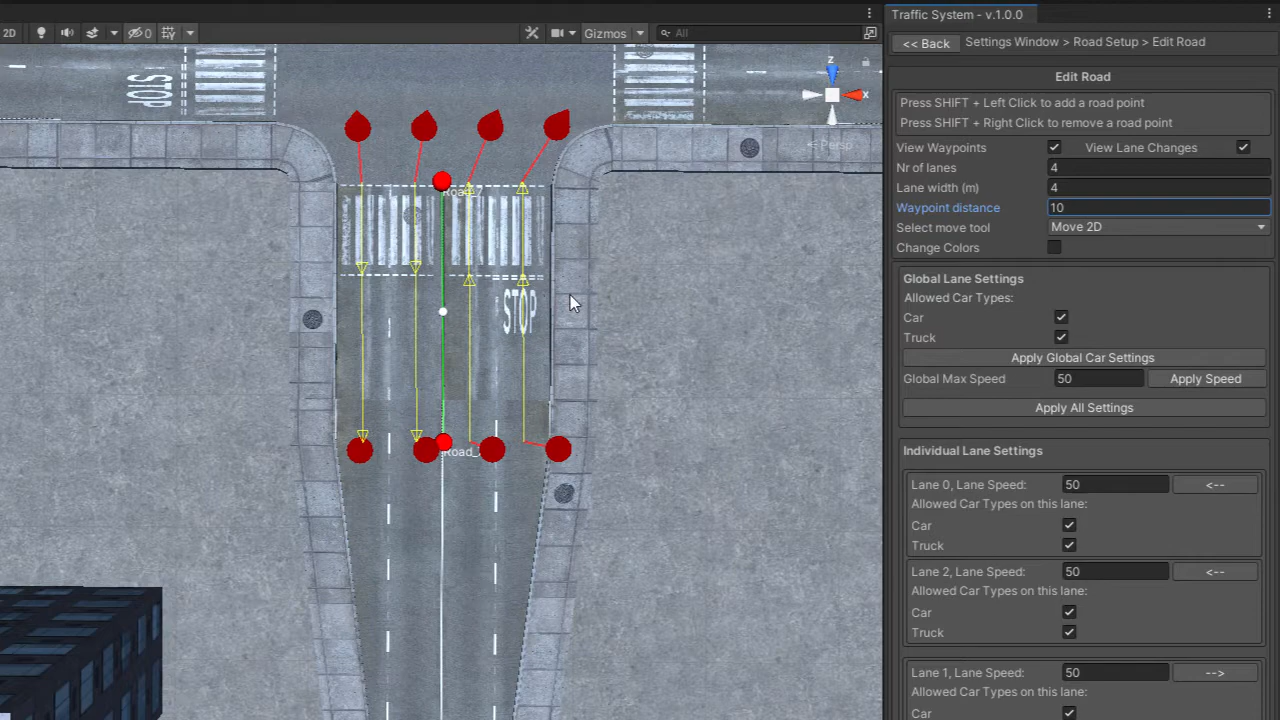 Traffic System - v.1.0.0
2D
0
Gizmos
All
<< Back
Settings Window > Road Setup > Edit Road
Edit Road
Press SHIFT + Left Click to add a road point
Press SHIFT + Right Click to remove a road point
View Waypoints
View Lane Changes
Nr of lanes
4
Lane width (m)
4
Waypoint distance
10
Select move tool
Move 2D
Change Colors
Global Lane Settings
Allowed Car Types:
Car
Truck
Apply Global Car Settings
Global Max Speed
50
Apply Speed
Apply All Settings
Individual Lane Settings
Lane 0, Lane Speed:
50
<--
Allowed Car Types on this lane:
Car
Truck
Lane 2, Lane Speed:
50
<--
Allowed Car Types on this lane:
Car
Truck
Lane 1, Lane Speed:
50
-->
Allowed Car Types on this lane:
Car
z
x
Persp
STOP
STOP